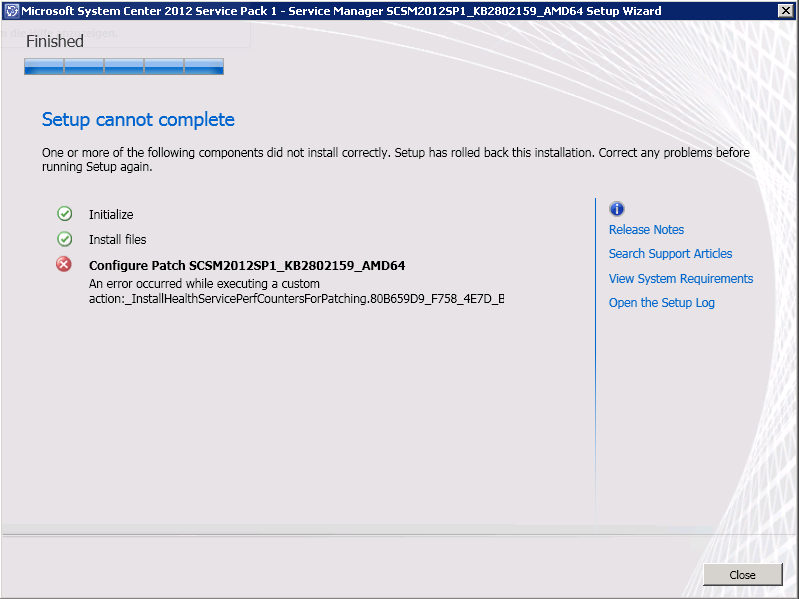 Microsoft System Center 2012 Service Pack 1 - Service Manager SCSM2012SP1_KB2802159_AMD64 Setup Wizard
Finished
Setup cannot complete
One or more of the following components did not install correctly. Setup has rolled back this installation. Correct any problems before
running Setup again.
Initialize
Install files
Configure Patch SCSM2012SP1_KB2802159_AMD64
An error occurred while executing a custom
action:_InstallHealthServicePerfCountersForPatching.80B659D9_F758_4E7D_B
Release Notes
Search Support Articles
View System Requirements
Open the Setup Log
Close